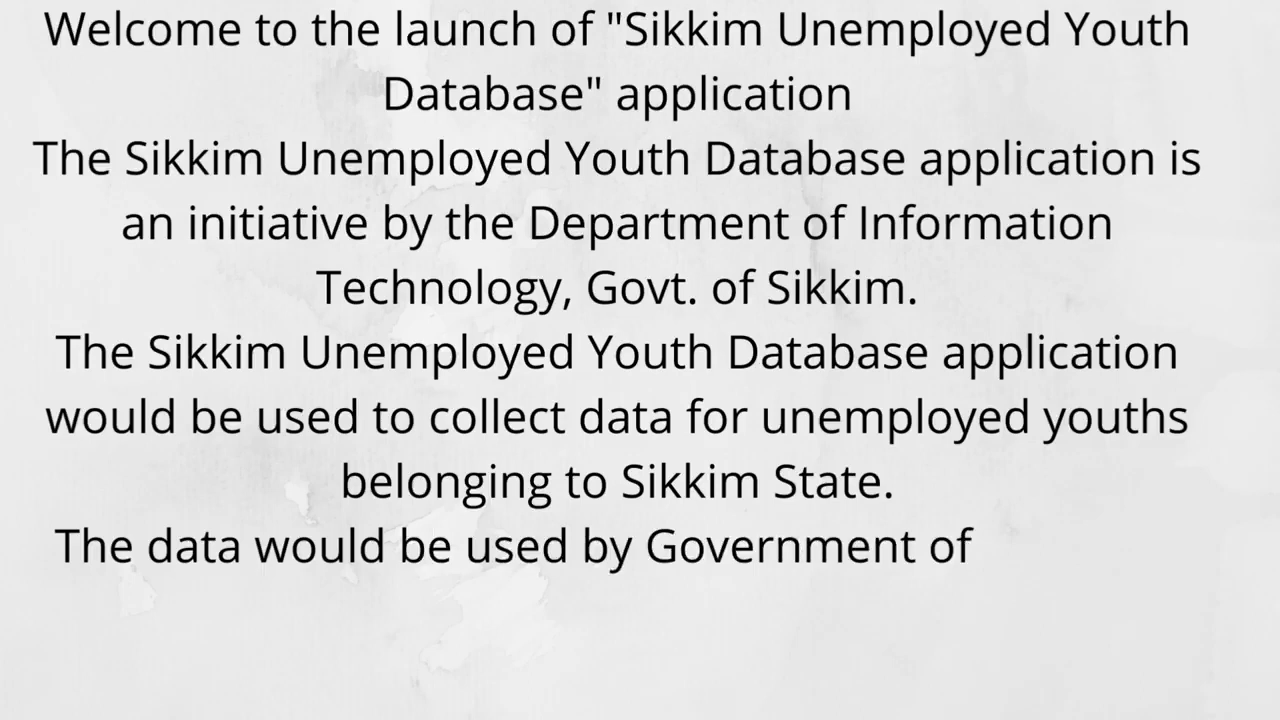 Welcome to the launch of "Sikkim Unemployed Youth
Database" application
The Sikkim Unemployed Youth Database application is
an initiative by the Department of Information
Technology, Govt. of Sikkim.
The Sikkim Unemployed Youth Database application
would be used to collect data for unemployed youths
belonging to Sikkim State.
The data would be used by Government of